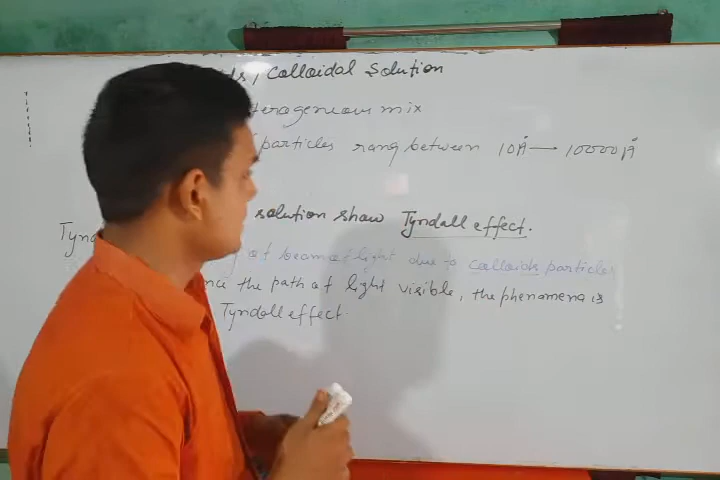 ds, Colloidal Solution
eterogeneous mix
particles rang between 10Å — 10000Å
solution show Tyndall effect.
Tynd
g of beam of light due to colloids particles
nce the path of light visible, the phenomena is
Tyndall effect.